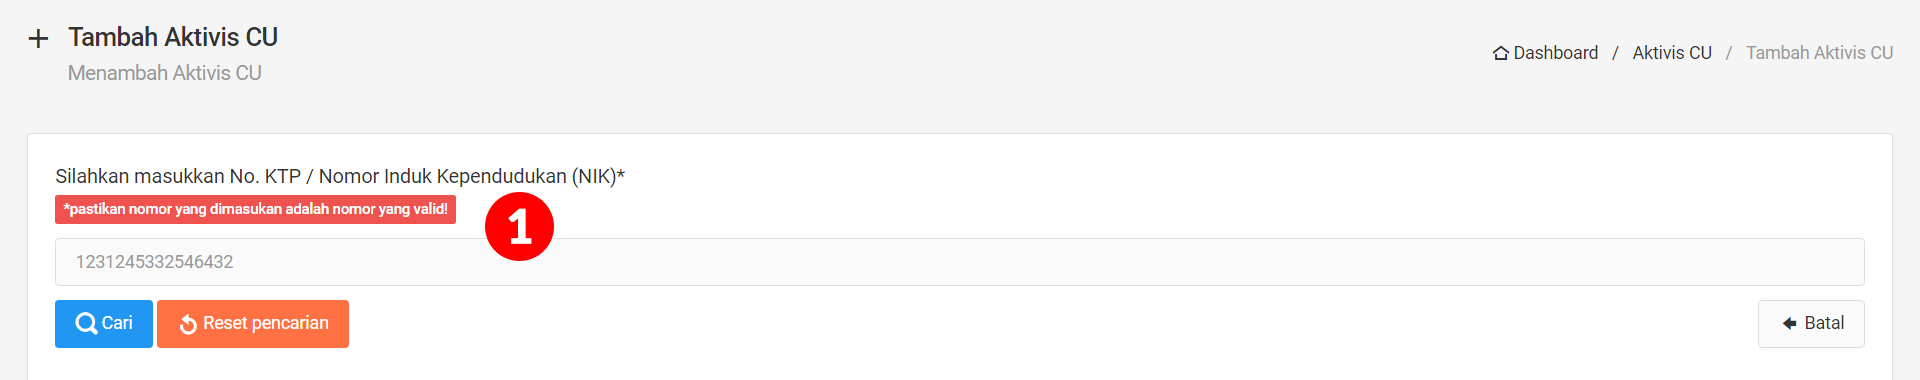 Tambah Aktivis CU
Menambah Aktivis CU
Dashboard / Aktivis CU / Tambah Aktivis CU
Silahkan masukkan No. KTP / Nomor Induk Kependudukan (NIK)*
*pastikan nomor yang dimasukan adalah nomor yang valid!
1
1231245332546432
Cari
Reset pencarian
Batal